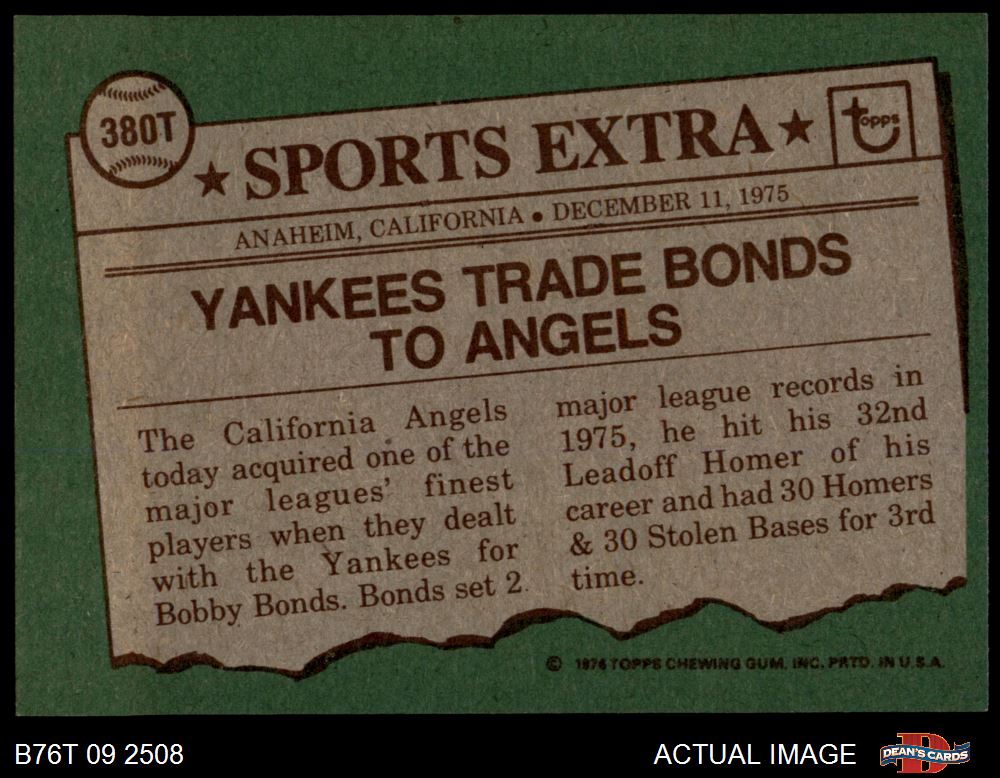 380T
★ SPORTS EXTRA ★
Topps
ANAHEIM, CALIFORNIA • DECEMBER 11, 1975
YANKEES TRADE BONDS
TO ANGELS
The California Angels
today acquired one of the
major leagues' finest
players when they dealt
with the Yankees for
Bobby Bonds. Bonds set 2
major league records in
1975, he hit his 32nd
Leadoff Homer of his
career and had 30 Homers
& 30 Stolen Bases for 3rd
time.
© 1976 TOPPS CHEWING GUM, INC. PRTD. IN U.S.A.
B76T 09 2508
ACTUAL IMAGE
DEAN'S CARDS